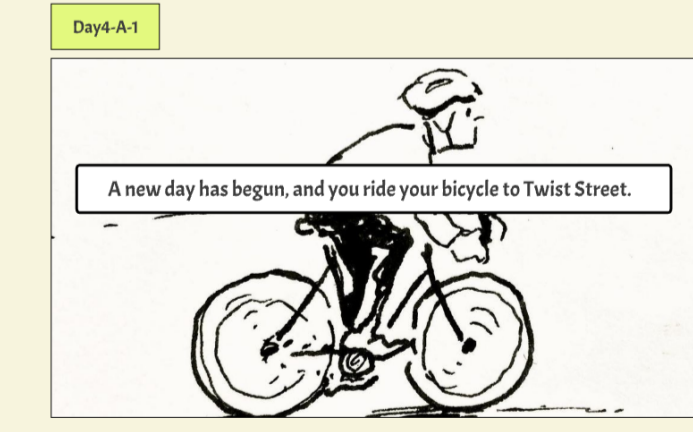 Day4-A-1
A new day has begun, and you ride your bicycle to Twist Street.